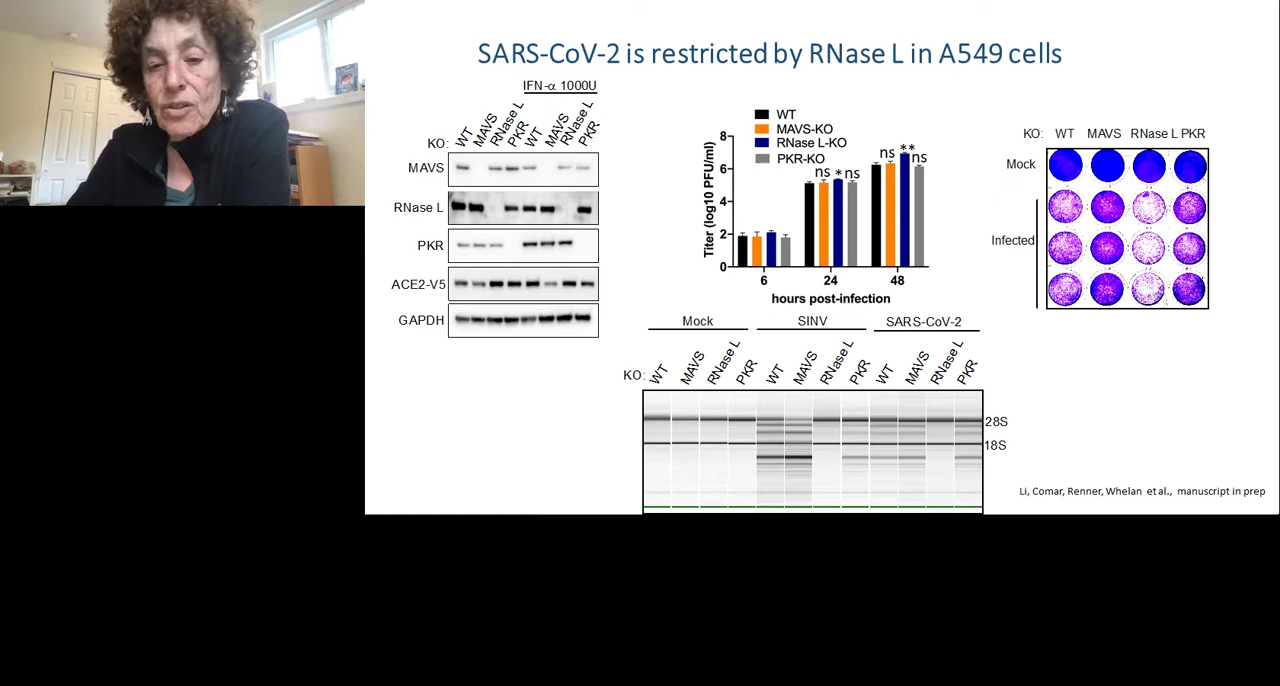 SARS-CoV-2 is restricted by RNase L in A549 cells
IFN-α 1000U
KO: WT MAVS RNase L PKR WT MAVS RNase L PKR
MAVS
RNase L
PKR
ACE2-V5
GAPDH
WT
MAVS-KO
RNase L-KO
PKR-KO
Titer (log10 PFU/ml)
8
6
4
2
0
ns * ns
ns ** ns
6 24 48
hours post-infection
KO: WT MAVS RNase L PKR
Mock
Infected
Mock SINV SARS-CoV-2
KO: WT MAVS RNase L PKR WT MAVS RNase L PKR WT MAVS RNase L PKR
28S
18S
Li, Comar, Renner, Whelan et al., manuscript in prep